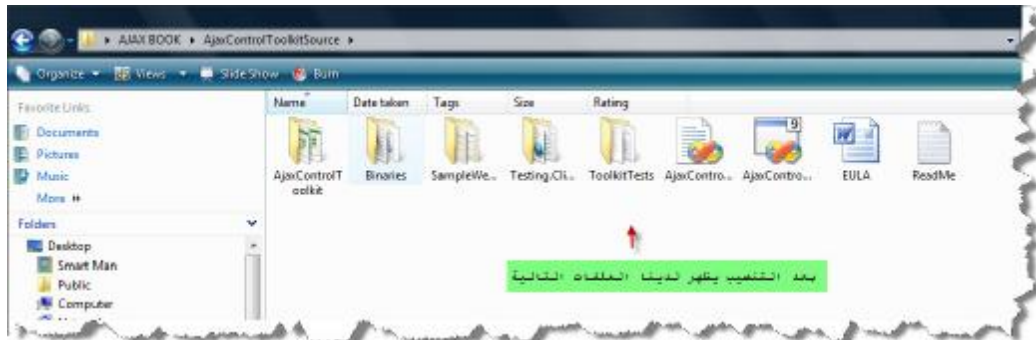 AJAX BOOK ▸ AjaxControlToolkitSource ▸
Organize Views Slide Show Burn
Favorite Links
Documents
Pictures
Music
More »
Folders
Desktop
Smart Man
Public
Computer
Name Date taken Tags Size Rating
AjaxControlT
oolkit
Binaries
SampleWe...
Testing.Cli...
ToolkitTests
AjaxContro...
AjaxContro...
EULA
ReadMe
بعد التنصيب يظهر لدينا الملفات التالية